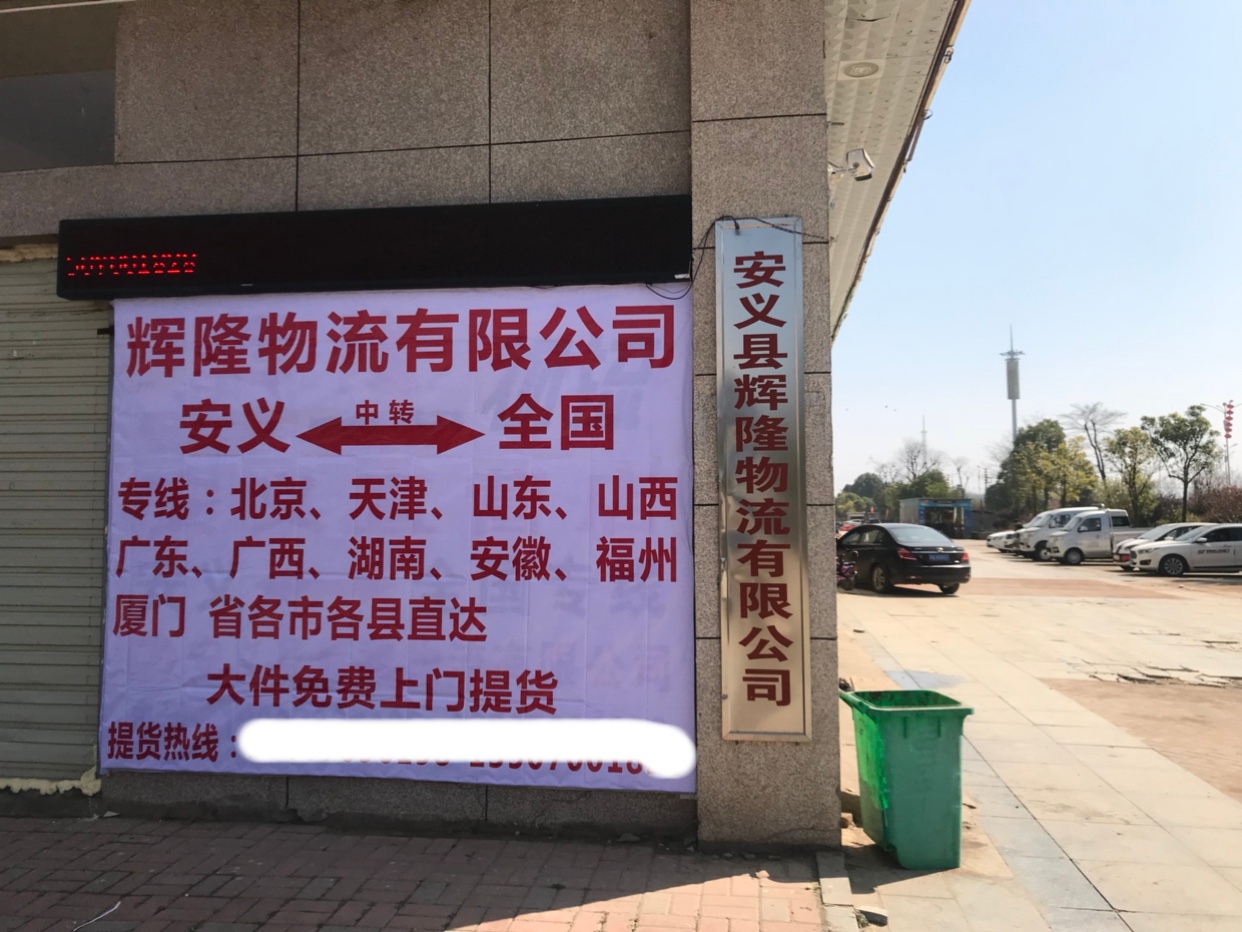 辉隆物流有限公司
中转
安义 全国
专线：北京、天津、山东、山西
广东、广西、湖南、安徽、福州
厦门 省各市各县直达
大件免费上门提货
提货热线：
安义县辉隆物流有限公司